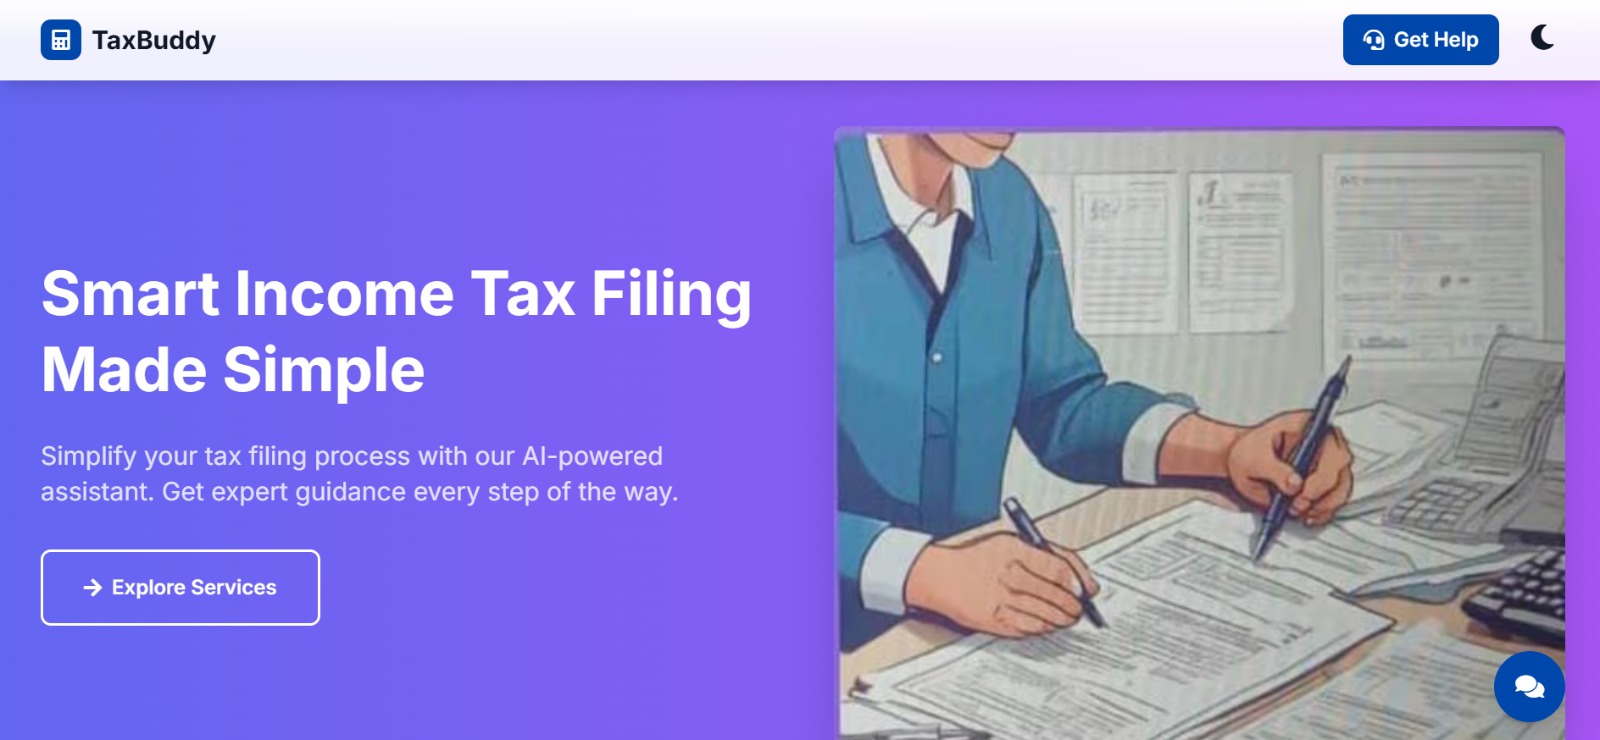 TaxBuddy
Get Help
Smart Income Tax Filing
Made Simple
Simplify your tax filing process with our AI-powered
assistant. Get expert guidance every step of the way.
Explore Services